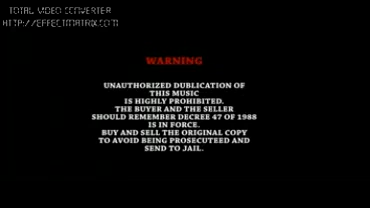 TOTAL VIDEO CONVERTER
HTTP://EFFECTMATRIX.COM
WARNING
UNAUTHORIZED DUBLICATION OF
THIS MUSIC
IS HIGHLY PROHIBITED.
THE BUYER AND THE SELLER
SHOULD REMEMBER DECREE 47 OF 1988
IS IN FORCE.
BUY AND SELL THE ORIGINAL COPY
TO AVOID BEING PROSECUTEED AND
SEND TO JAIL.